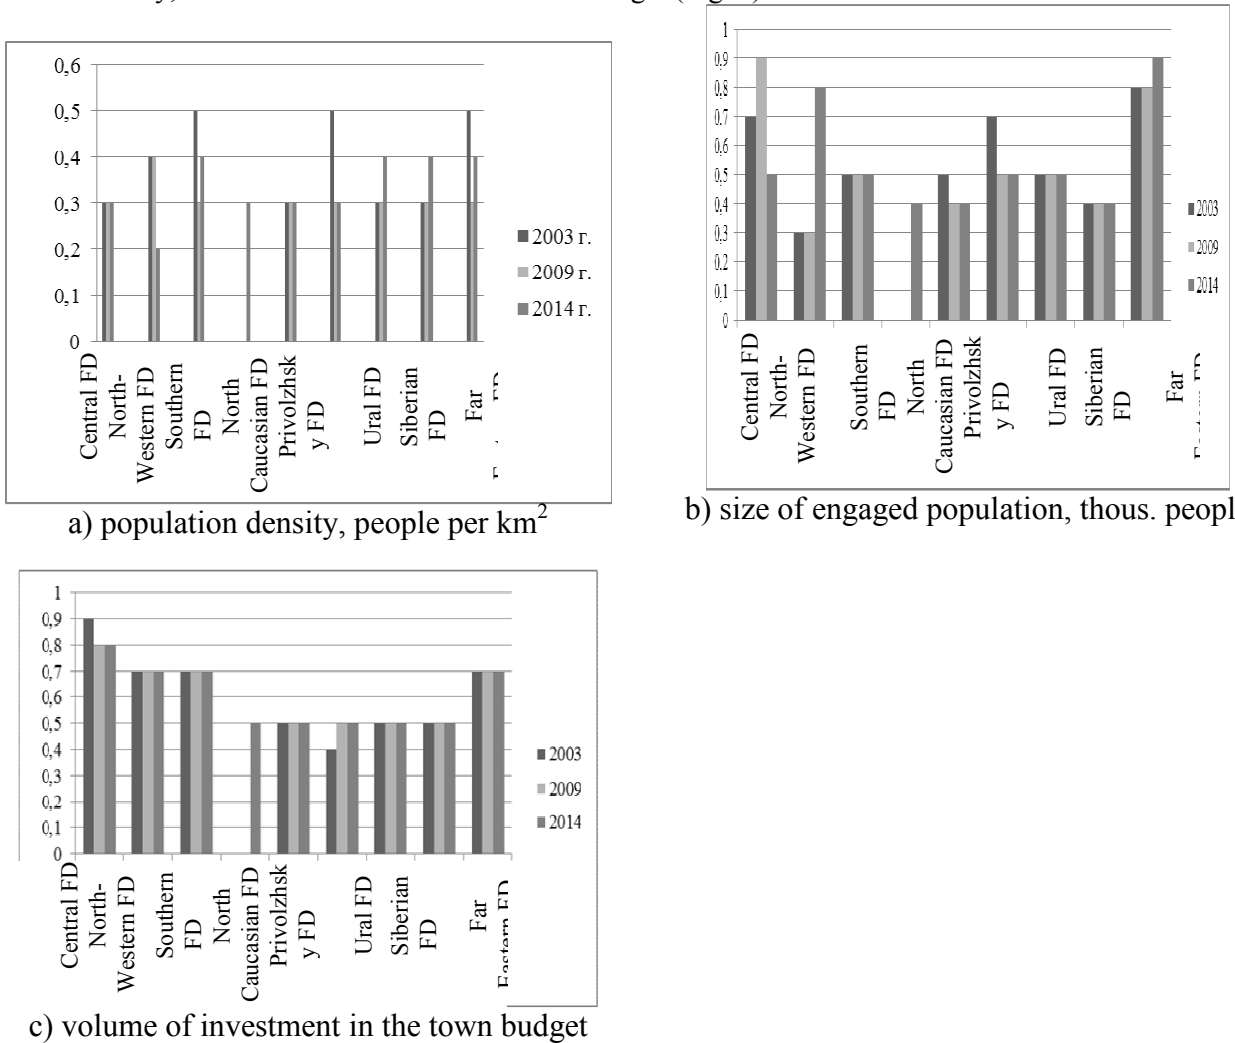 0,6
0,5
0,4
0,3
0,2
0,1
0
Central FD
North-
Western FD
Southern
FD
North
Caucasian FD
Privolzhsk
y FD
Ural FD
Siberian
FD
Far
2003 г.
2009 г.
2014 г.
a) population density, people per km2
1
0,9
0,8
0,7
0,6
0,5
0,4
0,3
0,2
0,1
0
Central FD
North-
Western FD
Southern
FD
North
Caucasian FD
Privolzhsk
y FD
Ural FD
Siberian
FD
Far
2003
2009
2014
b) size of engaged population, thous. peopl
1
0,9
0,8
0,7
0,6
0,5
0,4
0,3
0,2
0,1
0
Central FD
North-
Western FD
Southern
FD
North
Caucasian FD
Privolzhsk
y FD
Ural FD
Siberian
FD
Far
Eastern FD
2003
2009
2014
c) volume of investment in the town budget